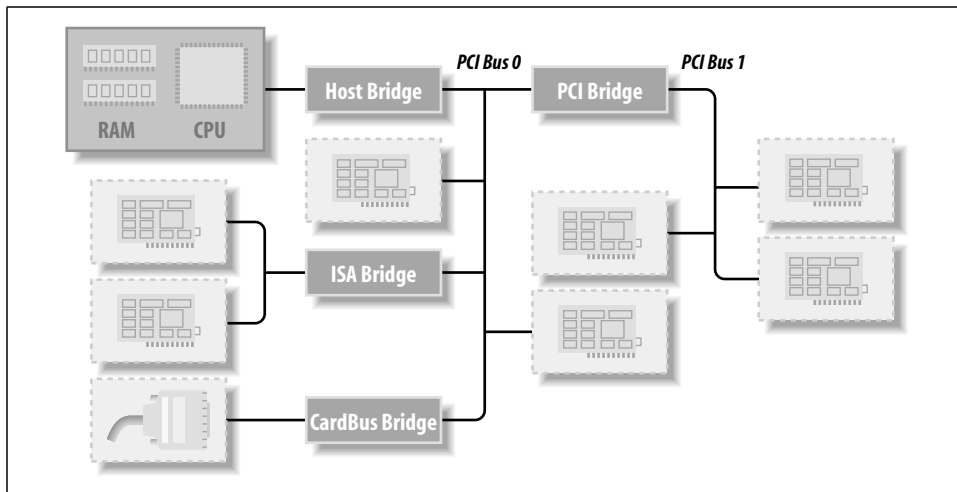 PCI Bus 0
PCI Bus 1
Host Bridge
PCI Bridge
RAM
CPU
ISA Bridge
CardBus Bridge